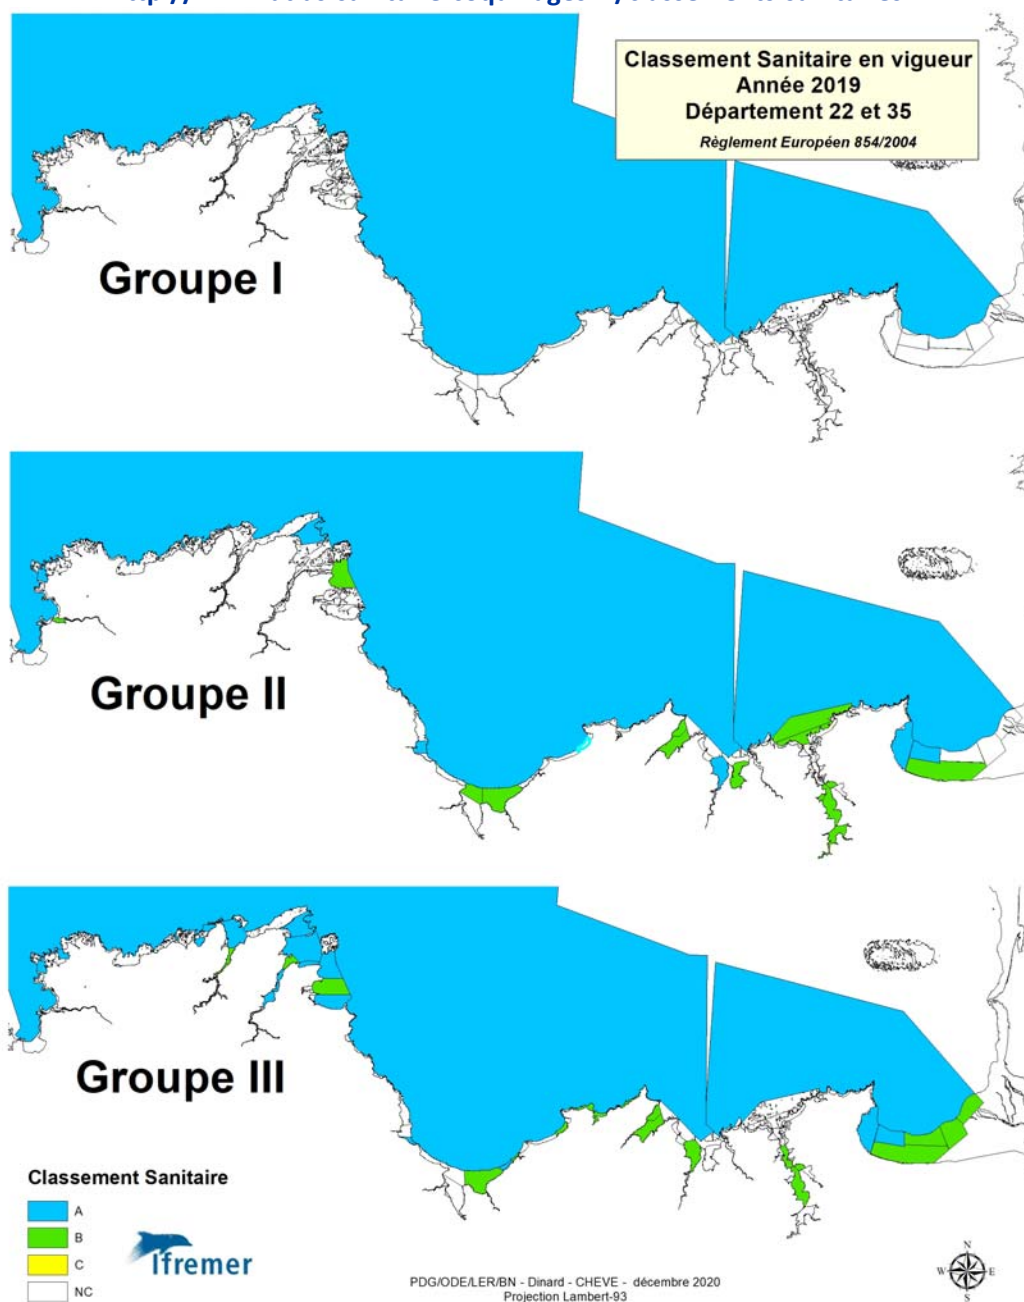 Classement Sanitaire en vigueur
Année 2019
Département 22 et 35
Règlement Européen 854/2004
Groupe I
Groupe II
Groupe III
Classement Sanitaire
A
B
C
NC
Ifremer
PDG/ODE/LER/BN - Dinard - CHEVE - décembre 2020
Projection Lambert-93
N
W E
S